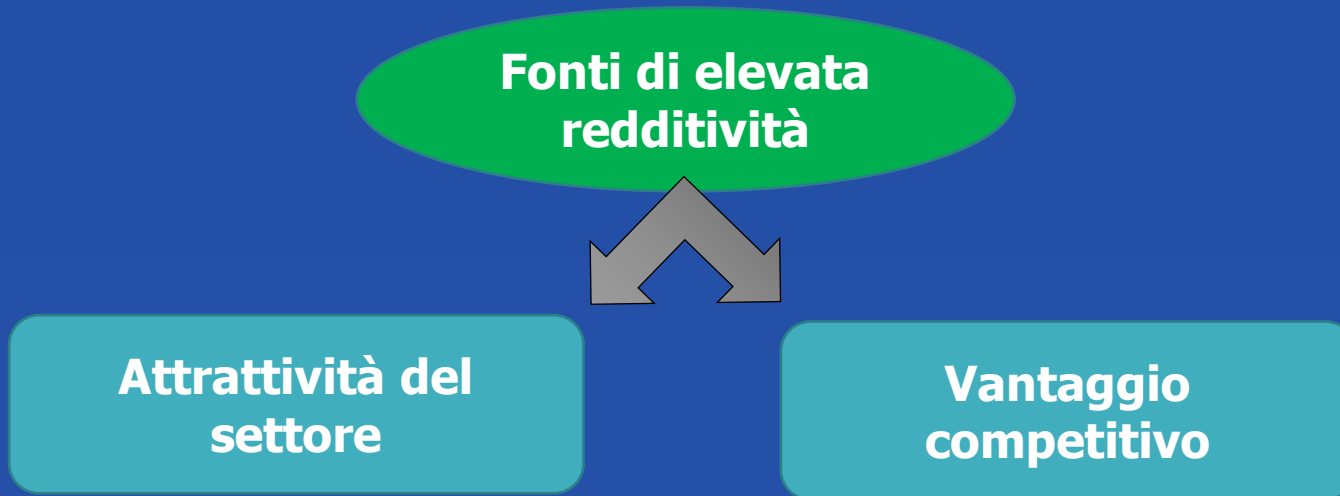 Fonti di elevata
redditività
Attrattività del
settore
Vantaggio
competitivo